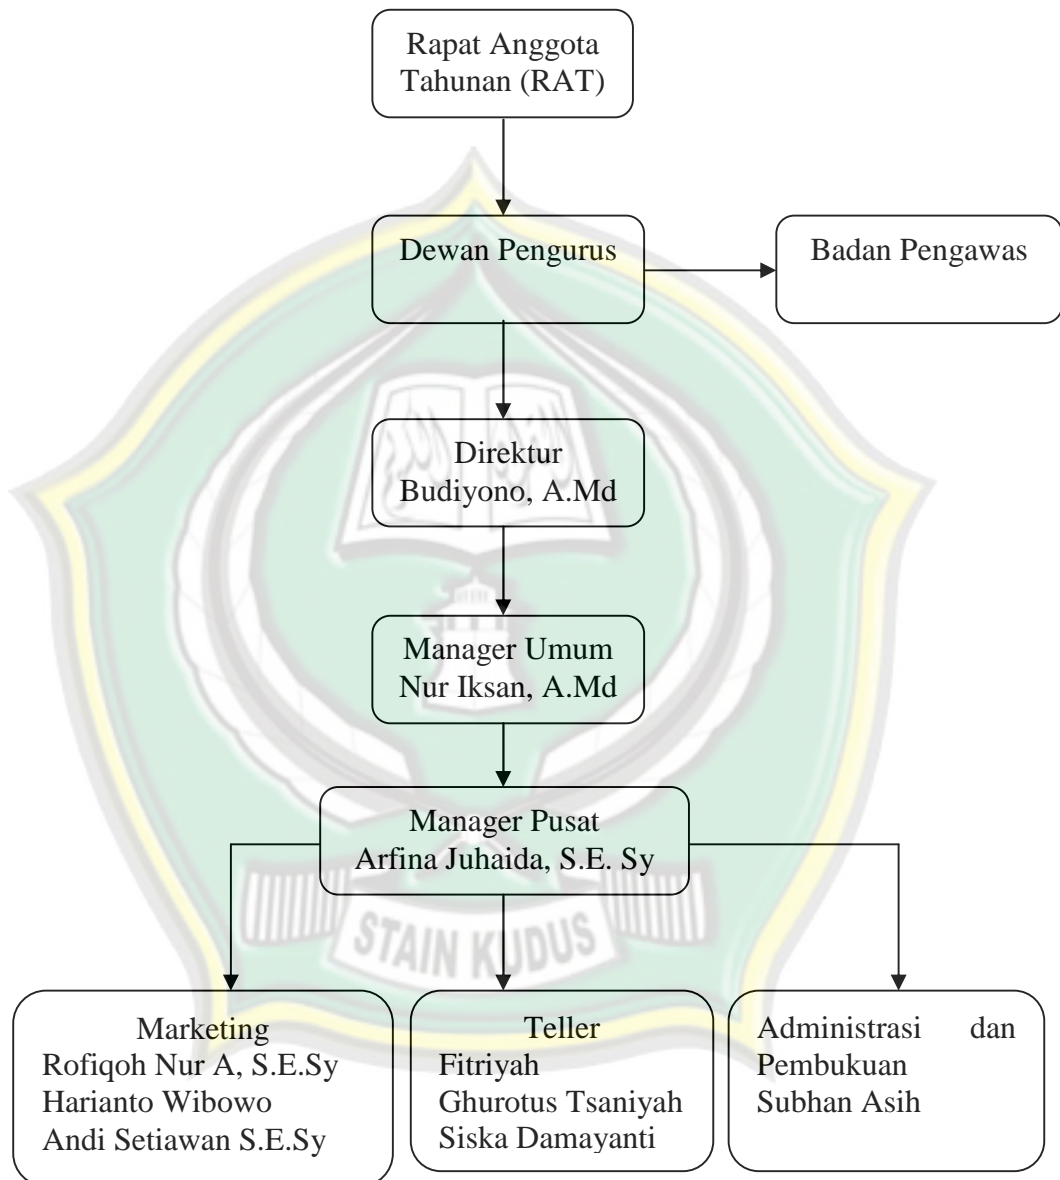 Rapat Anggota
Tahunan (RAT)
Dewan Pengurus
Badan Pengawas
Direktur
Budiyono, A.Md
Manager Umum
Nur Iksan, A.Md
Manager Pusat
Arfina Juhaida, S.E. Sy
STAIN KUDUS
Marketing
Rofiqoh Nur A, S.E.Sy
Harianto Wibowo
Andi Setiawan S.E.Sy
Teller
Fitriyah
Ghurotus Tsaniyah
Siska Damayanti
Administrasi dan
Pembukuan
Subhan Asih